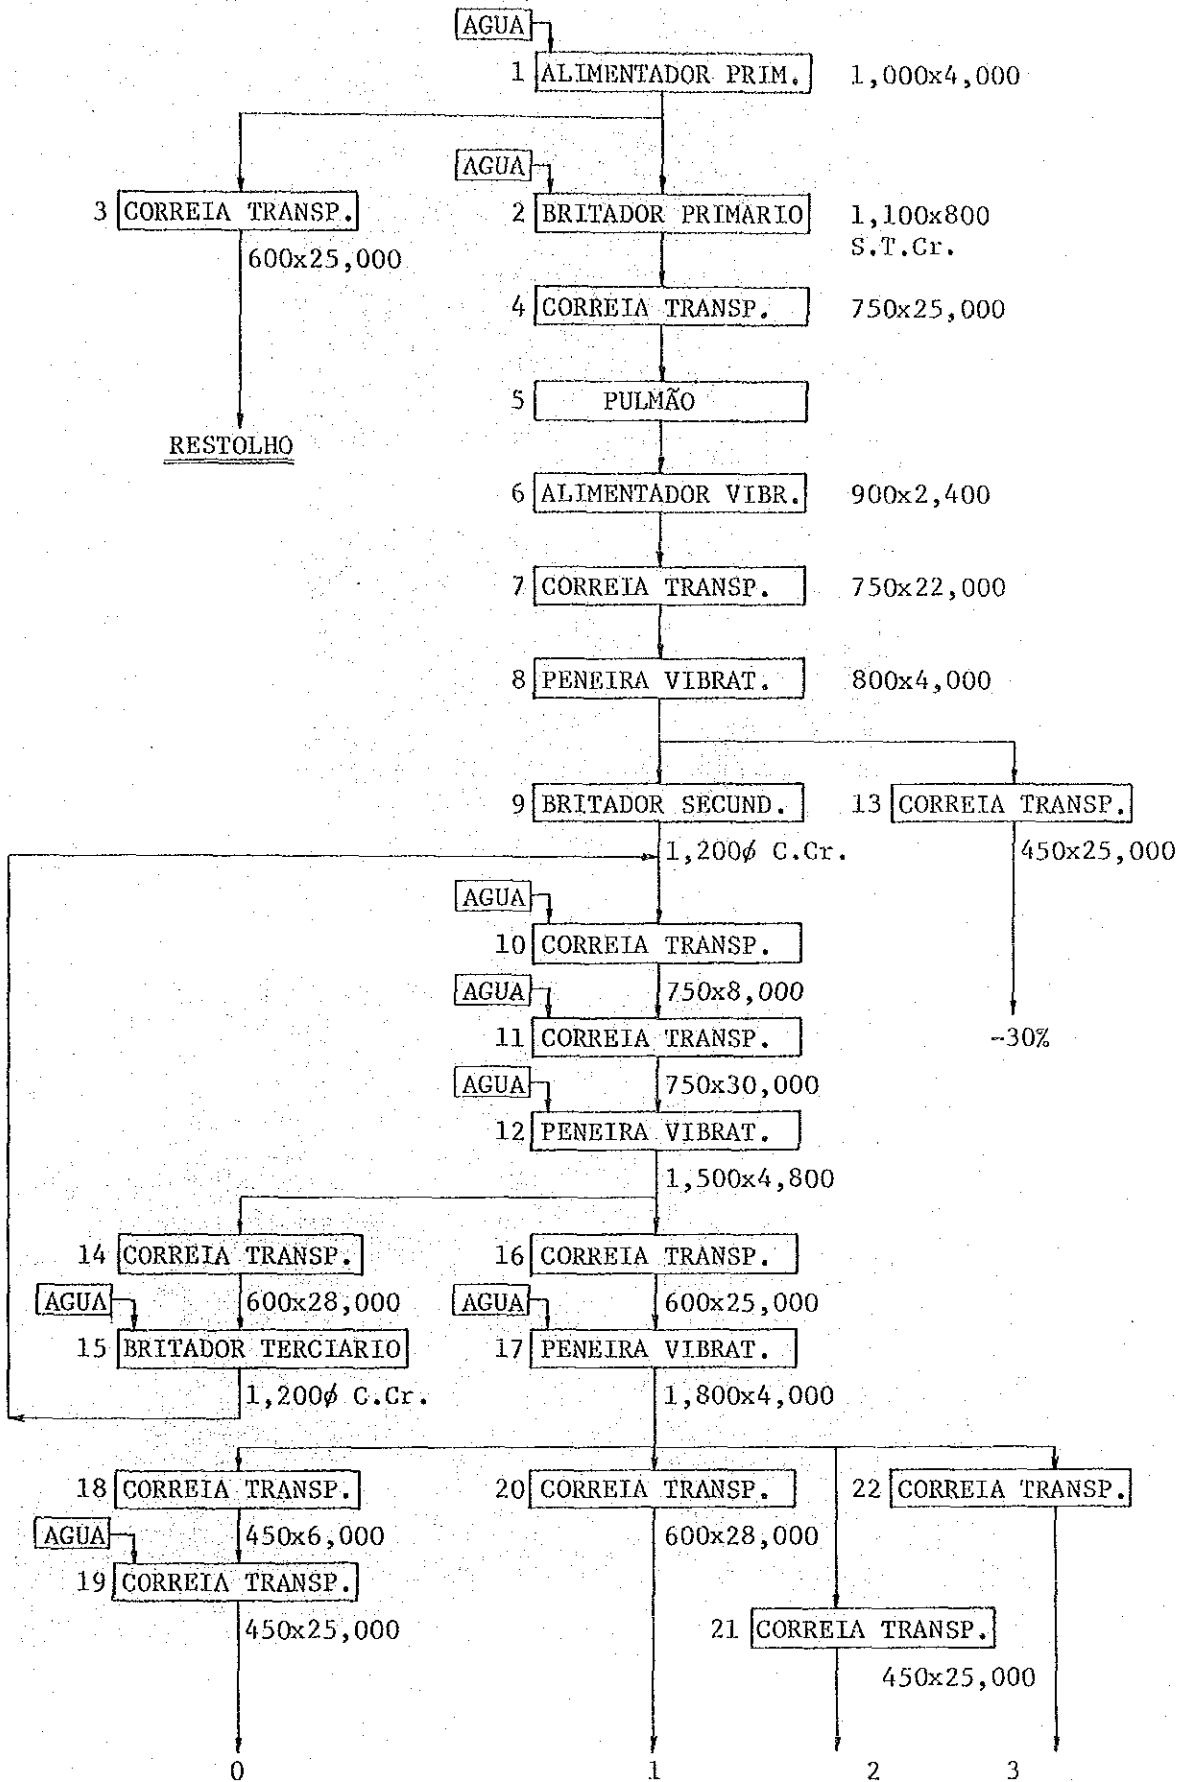 AGUA
1 ALIMENTADOR PRIM. 1,000x4,000
AGUA
3 CORREIA TRANSP. 2 BRITADOR PRIMARIO 1,100x800
S.T.Cr.
600x25,000
4 CORREIA TRANSP. 750x25,000
5 PULMÃO
RESTOLHO
6 ALIMENTADOR VIBR. 900x2,400
7 CORREIA TRANSP. 750x22,000
8 PENEIRA VIBRAT. 800x4,000
9 BRITADOR SECUND. 13 CORREIA TRANSP.
1,200ϕ C.Cr. 450x25,000
AGUA
10 CORREIA TRANSP.
AGUA 750x8,000
11 CORREIA TRANSP. -30%
AGUA 750x30,000
12 PENEIRA VIBRAT.
1,500x4,800
14 CORREIA TRANSP. 16 CORREIA TRANSP.
AGUA 600x28,000 AGUA 600x25,000
15 BRITADOR TERCIARIO 17 PENEIRA VIBRAT.
1,200ϕ C.Cr. 1,800x4,000
18 CORREIA TRANSP. 20 CORREIA TRANSP. 22 CORREIA TRANSP.
AGUA 450x6,000 600x28,000
19 CORREIA TRANSP.
450x25,000 21 CORREIA TRANSP.
450x25,000
0 1 2 3